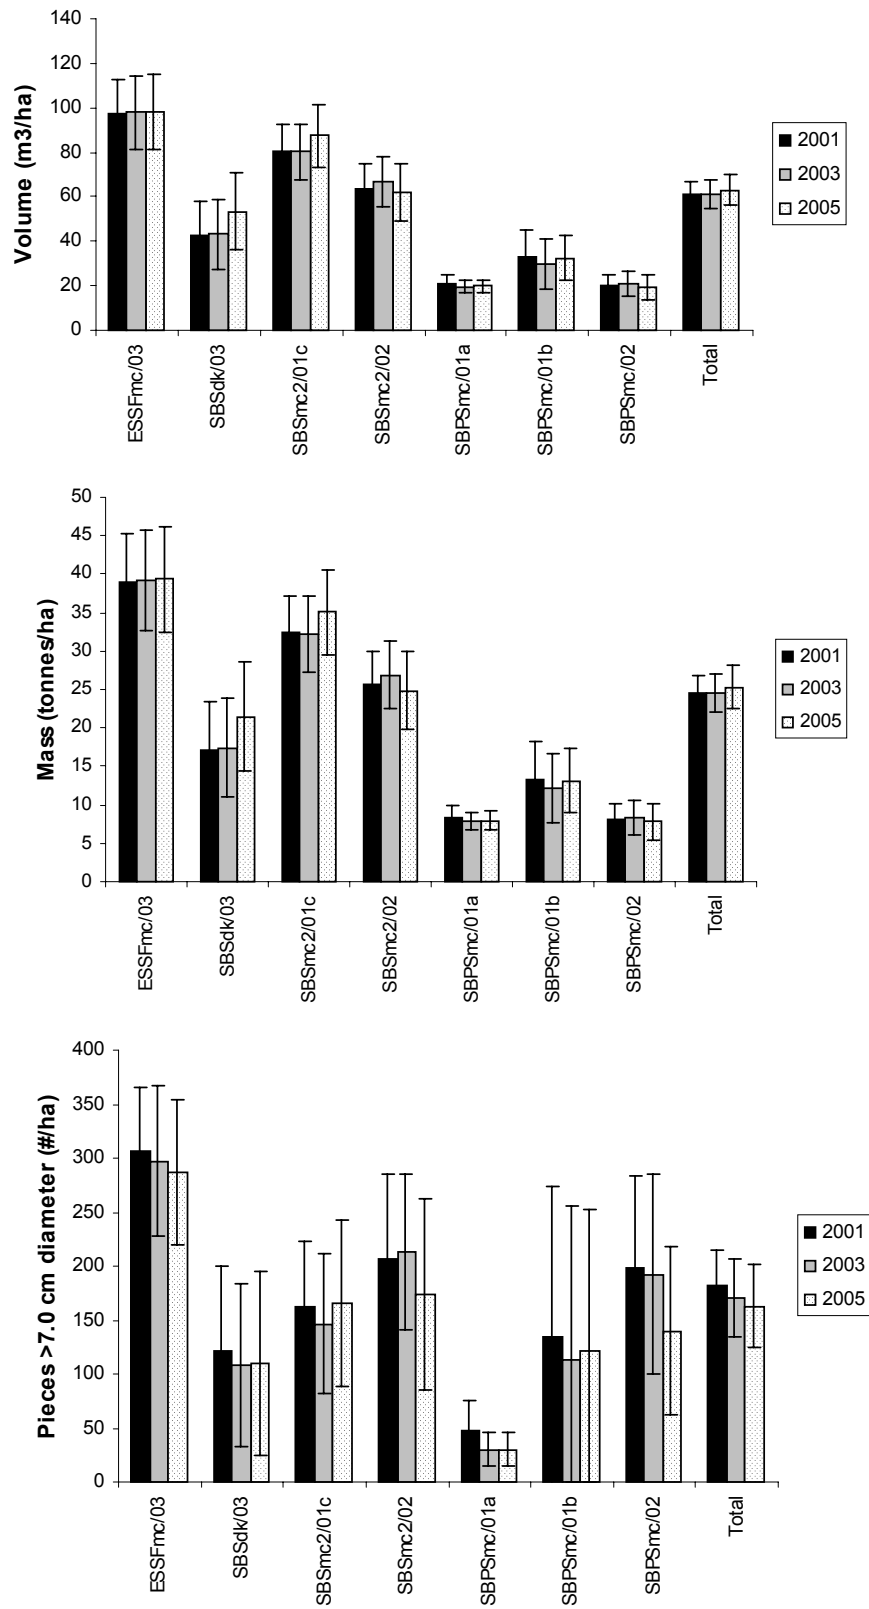 140
120
100
80
60
40
20
0
Volume (m3/ha)
ESSFmc/03
SBSdk/03
SBSmc2/01c
SBSmc2/02
SBPSmc/01a
SBPSmc/01b
SBPSmc/02
Total
2001
2003
2005
50
45
40
35
30
25
20
15
10
5
0
Mass (tonnes/ha)
ESSFmc/03
SBSdk/03
SBSmc2/01c
SBSmc2/02
SBPSmc/01a
SBPSmc/01b
SBPSmc/02
Total
2001
2003
2005
400
350
300
250
200
150
100
50
0
Pieces >7.0 cm diameter (#/ha)
ESSFmc/03
SBSdk/03
SBSmc2/01c
SBSmc2/02
SBPSmc/01a
SBPSmc/01b
SBPSmc/02
Total
2001
2003
2005